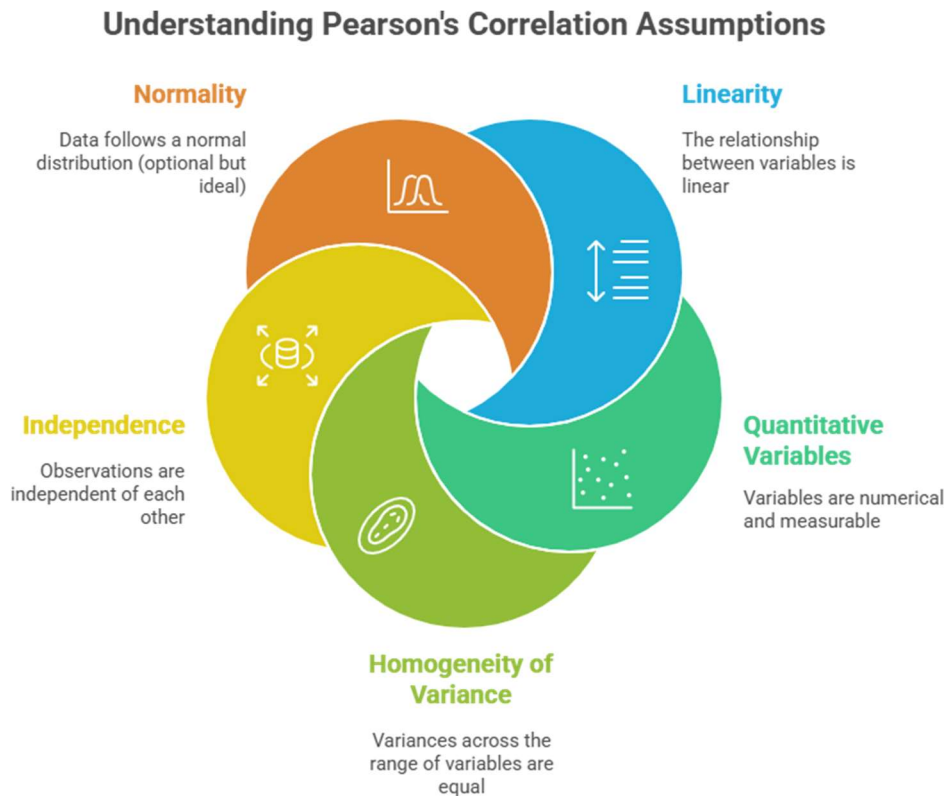 Understanding Pearson's Correlation Assumptions
Normality
Data follows a normal
distribution (optional but
ideal)
Linearity
The relationship
between variables is
linear
Independence
Observations are
independent of each
other
Quantitative
Variables
Variables are numerical
and measurable
Homogeneity of
Variance
Variances across the
range of variables are
equal